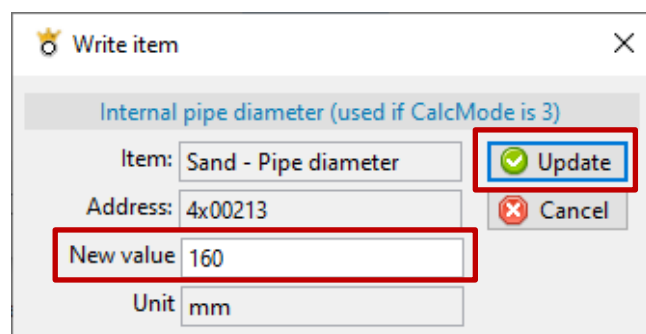 Write item
Internal pipe diameter (used if CalcMode is 3)
Item: Sand - Pipe diameter Update
Address: 4x00213 Cancel
New value 160
Unit mm